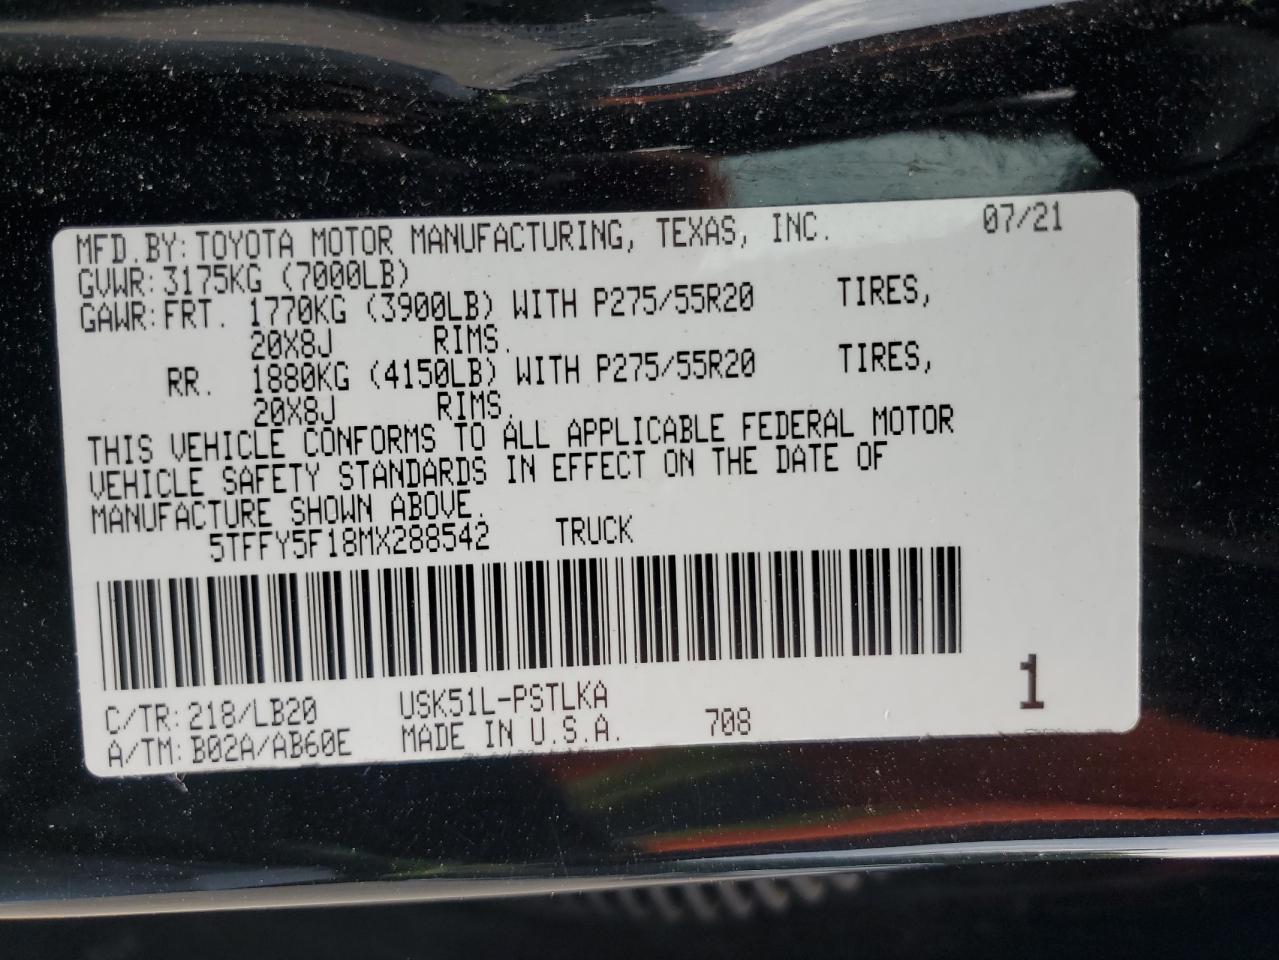 MFD.BY: TOYOTA MOTOR MANUFACTURING, TEXAS, INC. 07/21
GVWR: 3175KG (7000LB)
GAWR: FRT. 1770KG (3900LB) WITH P275/55R20 TIRES,
20X8J RIMS.
RR. 1880KG (4150LB) WITH P275/55R20 TIRES,
20X8J RIMS.
THIS VEHICLE CONFORMS TO ALL APPLICABLE FEDERAL MOTOR
VEHICLE SAFETY STANDARDS IN EFFECT ON THE DATE OF
MANUFACTURE SHOWN ABOVE.
5TFFY5F18MX288542 TRUCK
C/TR: 218/LB20 USK51L-PSTLKA 1
A/TM: B02A/AB60E MADE IN U.S.A. 708